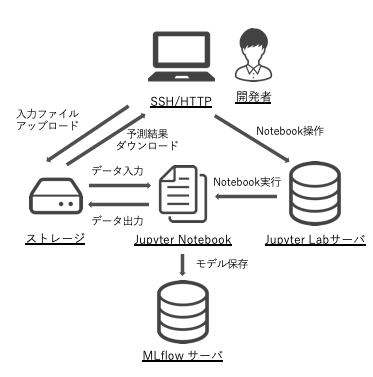 SSH/HTTP
開発者
入力ファイル
アップロード
予測結果
ダウンロード
Notebook操作
データ入力
Notebook実行
データ出力
ストレージ
Jupyter Notebook
Jupyter Labサーバ
モデル保存
MLflow サーバ